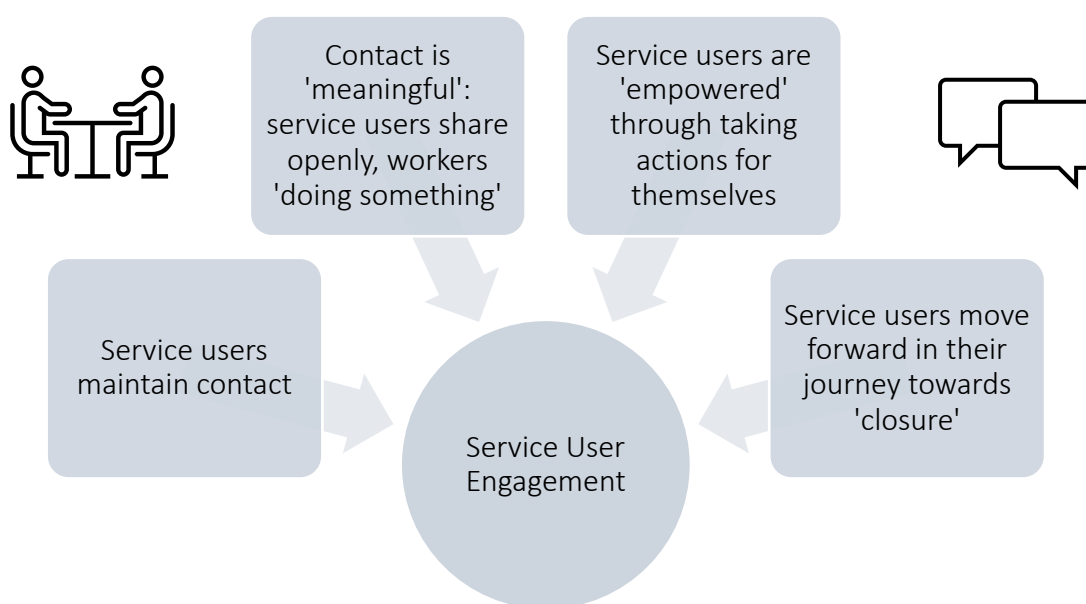 Contact is
'meaningful':
service users share
openly, workers
'doing something'
Service users are
'empowered'
through taking
actions for
themselves
Service users
maintain contact
Service users move
forward in their
journey towards
'closure'
Service User
Engagement